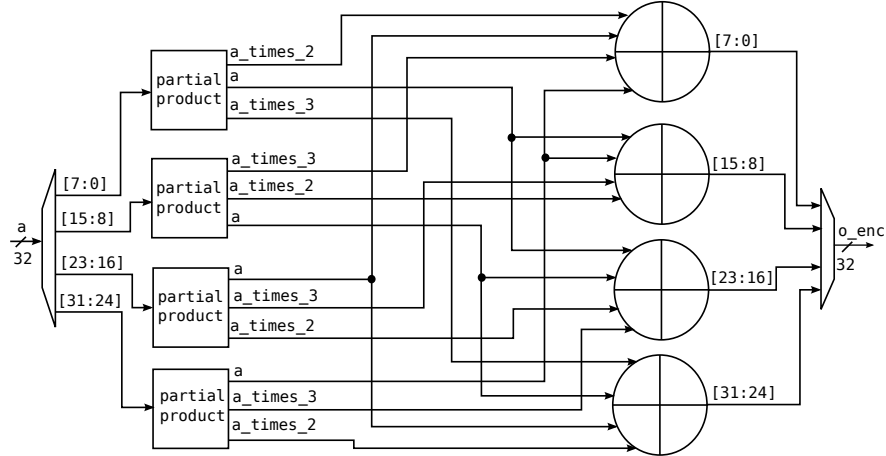 a
32
[7:0]
[15:8]
[23:16]
[31:24]
partial
product
a_times_2
a
a_times_3
partial
product
a_times_3
a_times_2
a
partial
product
a
a_times_3
a_times_2
partial
product
a
a_times_3
a_times_2
[7:0]
[15:8]
[23:16]
[31:24]
o_enc
32